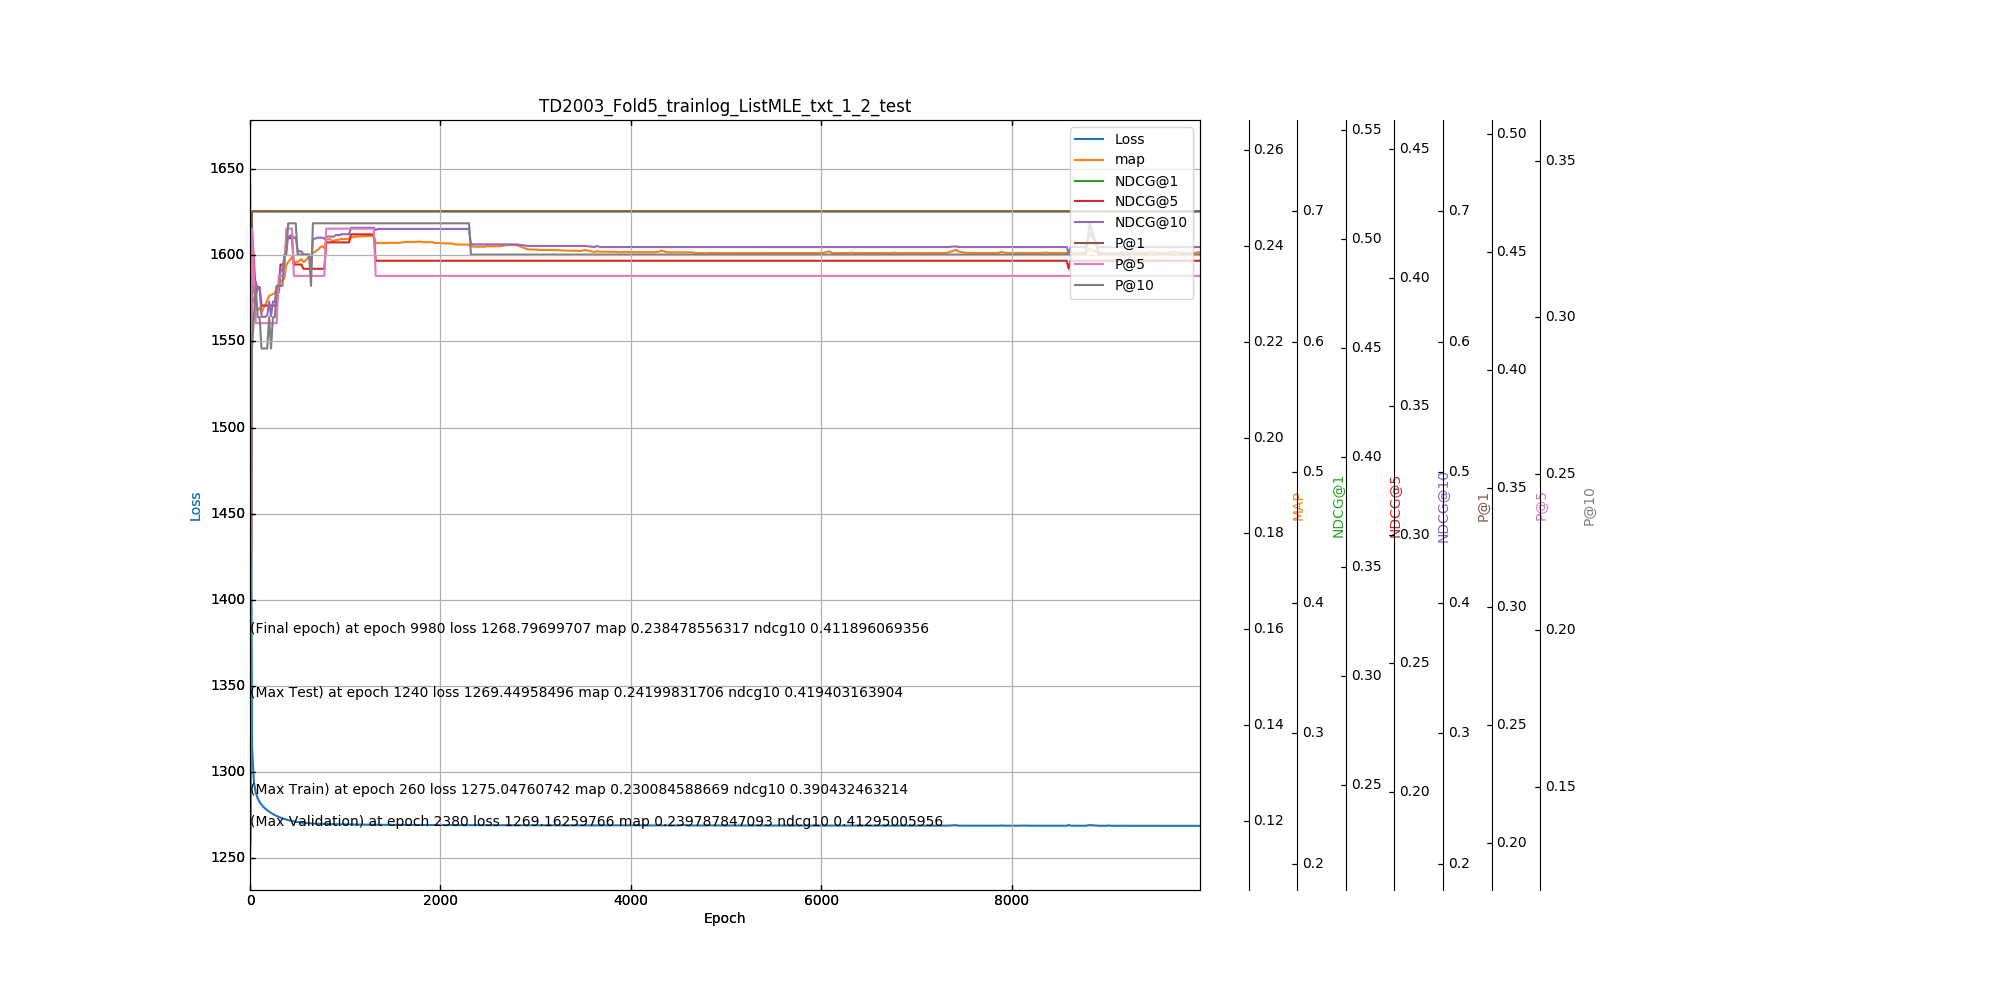 TD2003_Fold5_trainlog_ListMLE_txt_1_2_test
Loss
map
NDCG@1
NDCG@5
NDCG@10
P@1
P@5
P@10
1650
1600
1550
1500
1450
1400
1350
1300
1250
Loss
(Final epoch) at epoch 9980 loss 1268.79699707 map 0.238478556317 ndcg10 0.411896069356
(Max Test) at epoch 1240 loss 1269.44958496 map 0.24199831706 ndcg10 0.419403163904
(Max Train) at epoch 260 loss 1275.04760742 map 0.230084588669 ndcg10 0.390432463214
(Max Validation) at epoch 2380 loss 1269.16259766 map 0.239787847093 ndcg10 0.41295005956
0 2000 4000 6000 8000
Epoch
0.26
0.24
0.22
0.20
0.18
0.16
0.14
0.12
MAP
0.7
0.6
0.5
0.4
0.3
0.2
NDCG@1
0.55
0.50
0.45
0.40
0.35
0.30
0.25
NDCG@5
0.45
0.40
0.35
0.30
0.25
0.20
NDCG@10
0.7
0.6
0.5
0.4
0.3
0.2
P@1
0.50
0.45
0.40
0.35
0.30
0.25
0.20
P@5
0.35
0.30
0.25
0.20
0.15
P@10